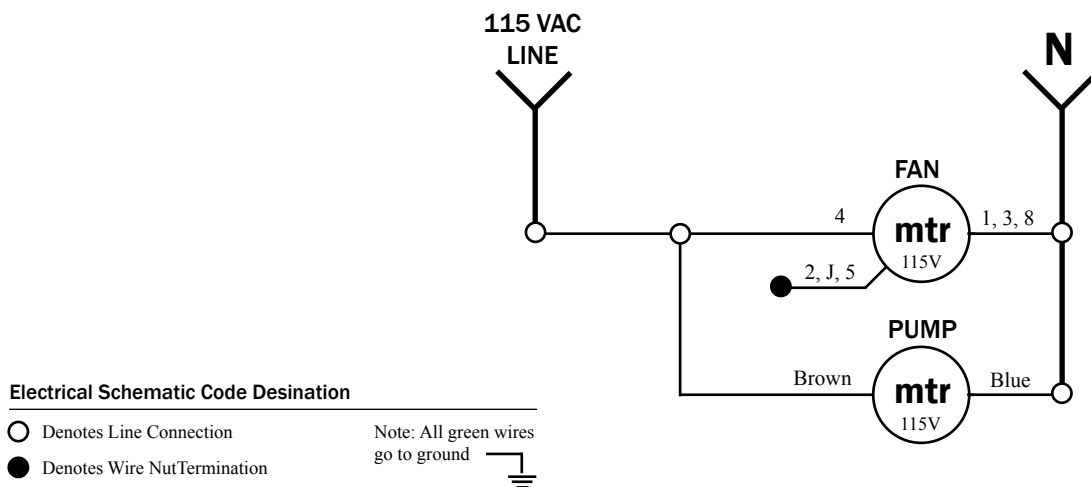 115 VAC
LINE
N
FAN
4
mtr
115V
1, 3, 8
2, J, 5
PUMP
Brown
mtr
115V
Blue
Electrical Schematic Code Desination
Denotes Line Connection
Denotes Wire NutTermination
Note: All green wires
go to ground